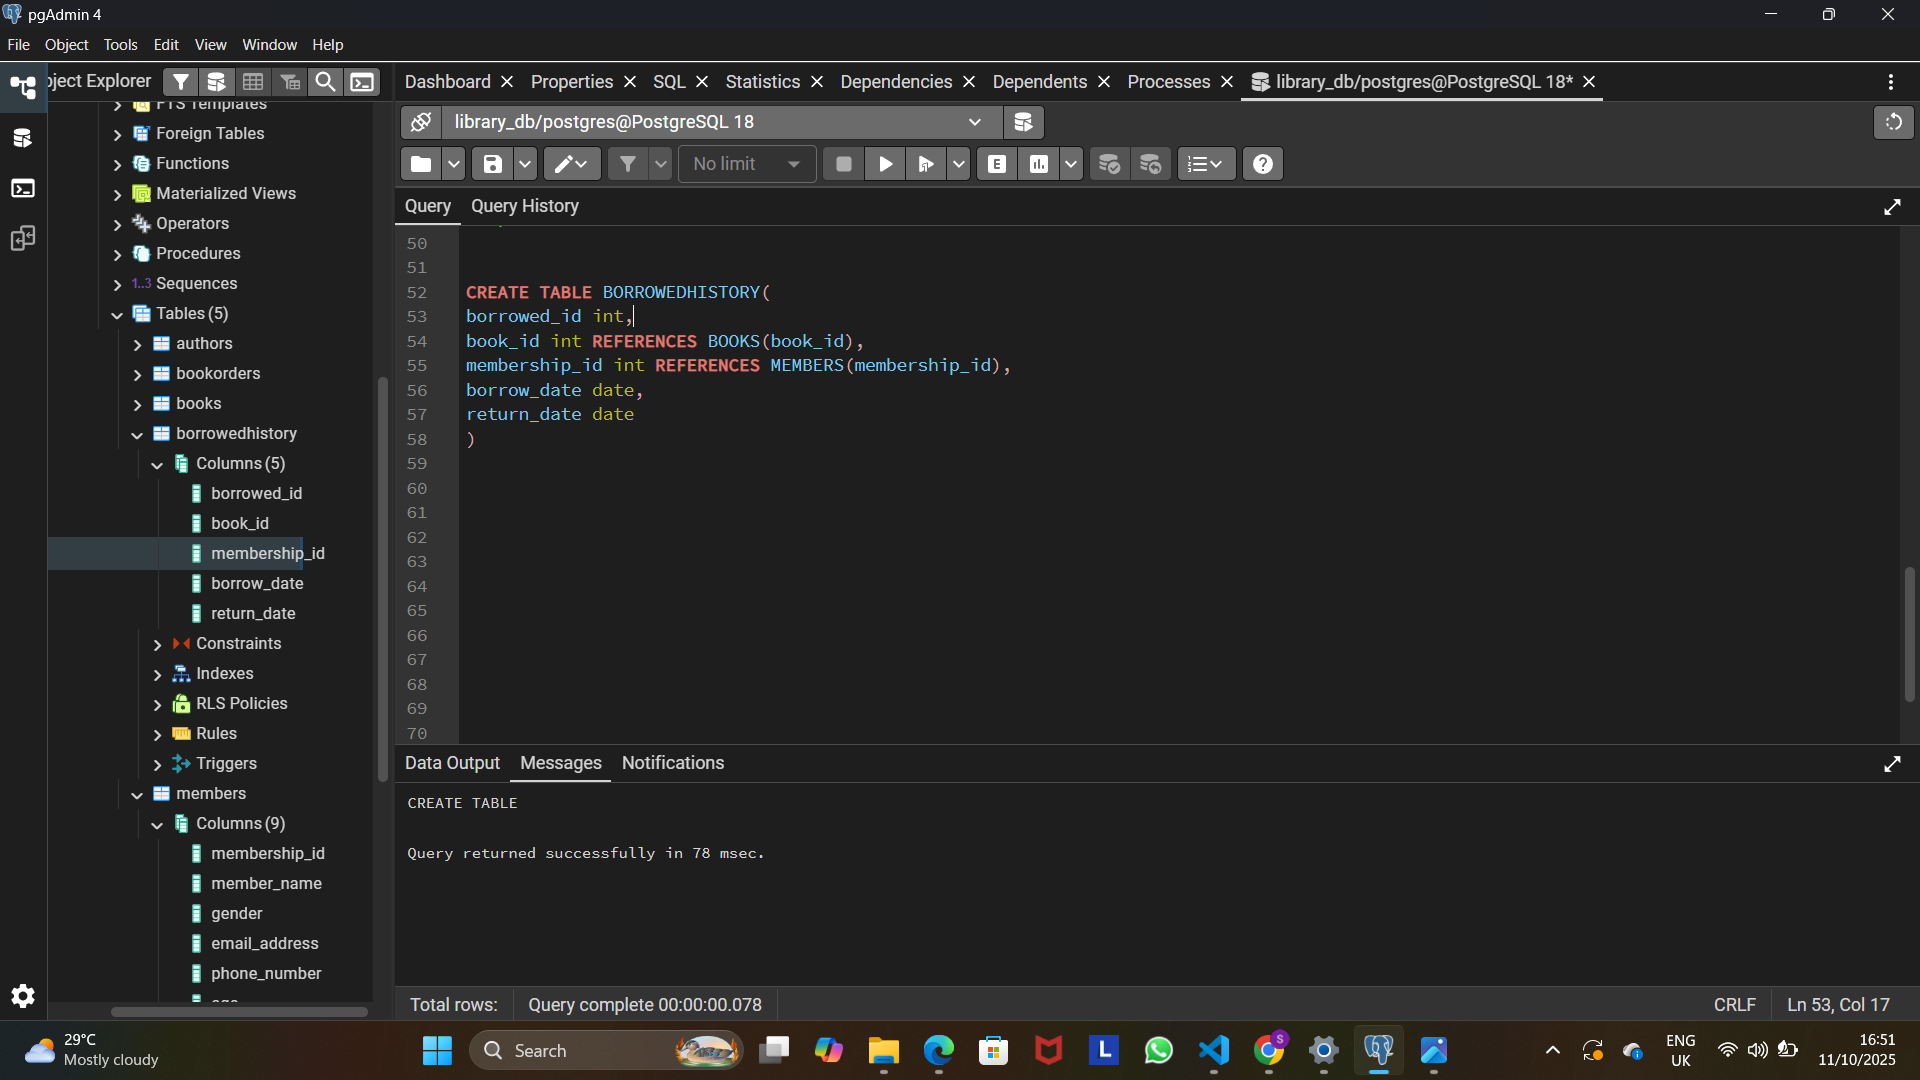 pgAdmin 4
File Object Tools Edit View Window Help
ject Explorer
Dashboard Properties SQL Statistics Dependencies Dependents Processes library_db/postgres@PostgreSQL 18*
library_db/postgres@PostgreSQL 18
No limit
Query Query History
FTS Templates
Foreign Tables
Functions
Materialized Views
Operators
Procedures
1..3 Sequences
Tables (5)
authors
bookorders
books
borrowedhistory
Columns (5)
borrowed_id
book_id
membership_id
borrow_date
return_date
Constraints
Indexes
RLS Policies
Rules
Triggers
members
Columns (9)
membership_id
member_name
gender
email_address
phone_number
50
51
52 CREATE TABLE BORROWEDHISTORY(
53 borrowed_id int,
54 book_id int REFERENCES BOOKS(book_id),
55 membership_id int REFERENCES MEMBERS(membership_id),
56 borrow_date date,
57 return_date date
58 )
59
60
61
62
63
64
65
66
67
68
69
70
Data Output Messages Notifications
CREATE TABLE
Query returned successfully in 78 msec.
Total rows: Query complete 00:00:00.078 CRLF Ln 53, Col 17
29°C
Mostly cloudy
Search
ENG
UK
16:51
11/10/2025